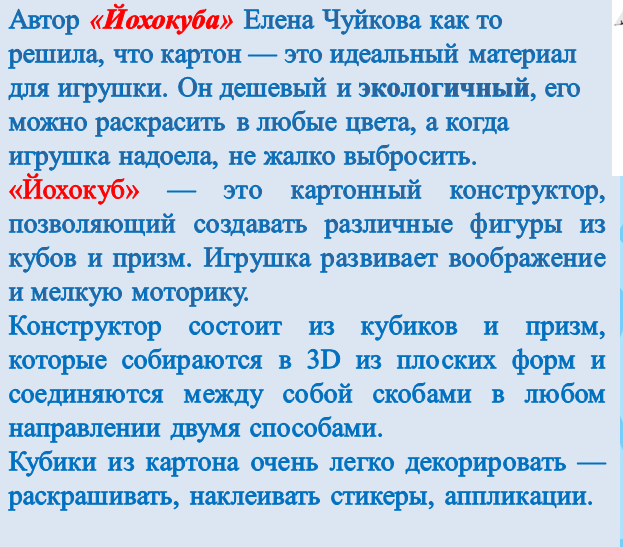 Автор «Йохокуба» Елена Чуйкова как то
решила, что картон — это идеальный материал
для игрушки. Он дешевый и экологичный, его
можно раскрасить в любые цвета, а когда
игрушка надоела, не жалко выбросить.
«Йохокуб» — это картонный конструктор,
позволяющий создавать различные фигуры из
кубов и призм. Игрушка развивает воображение
и мелкую моторику.
Конструктор состоит из кубиков и призм,
которые собираются в 3D из плоских форм и
соединяются между собой скобами в любом
направлении двумя способами.
Кубики из картона очень легко декорировать —
раскрашивать, наклеивать стикеры, аппликации.